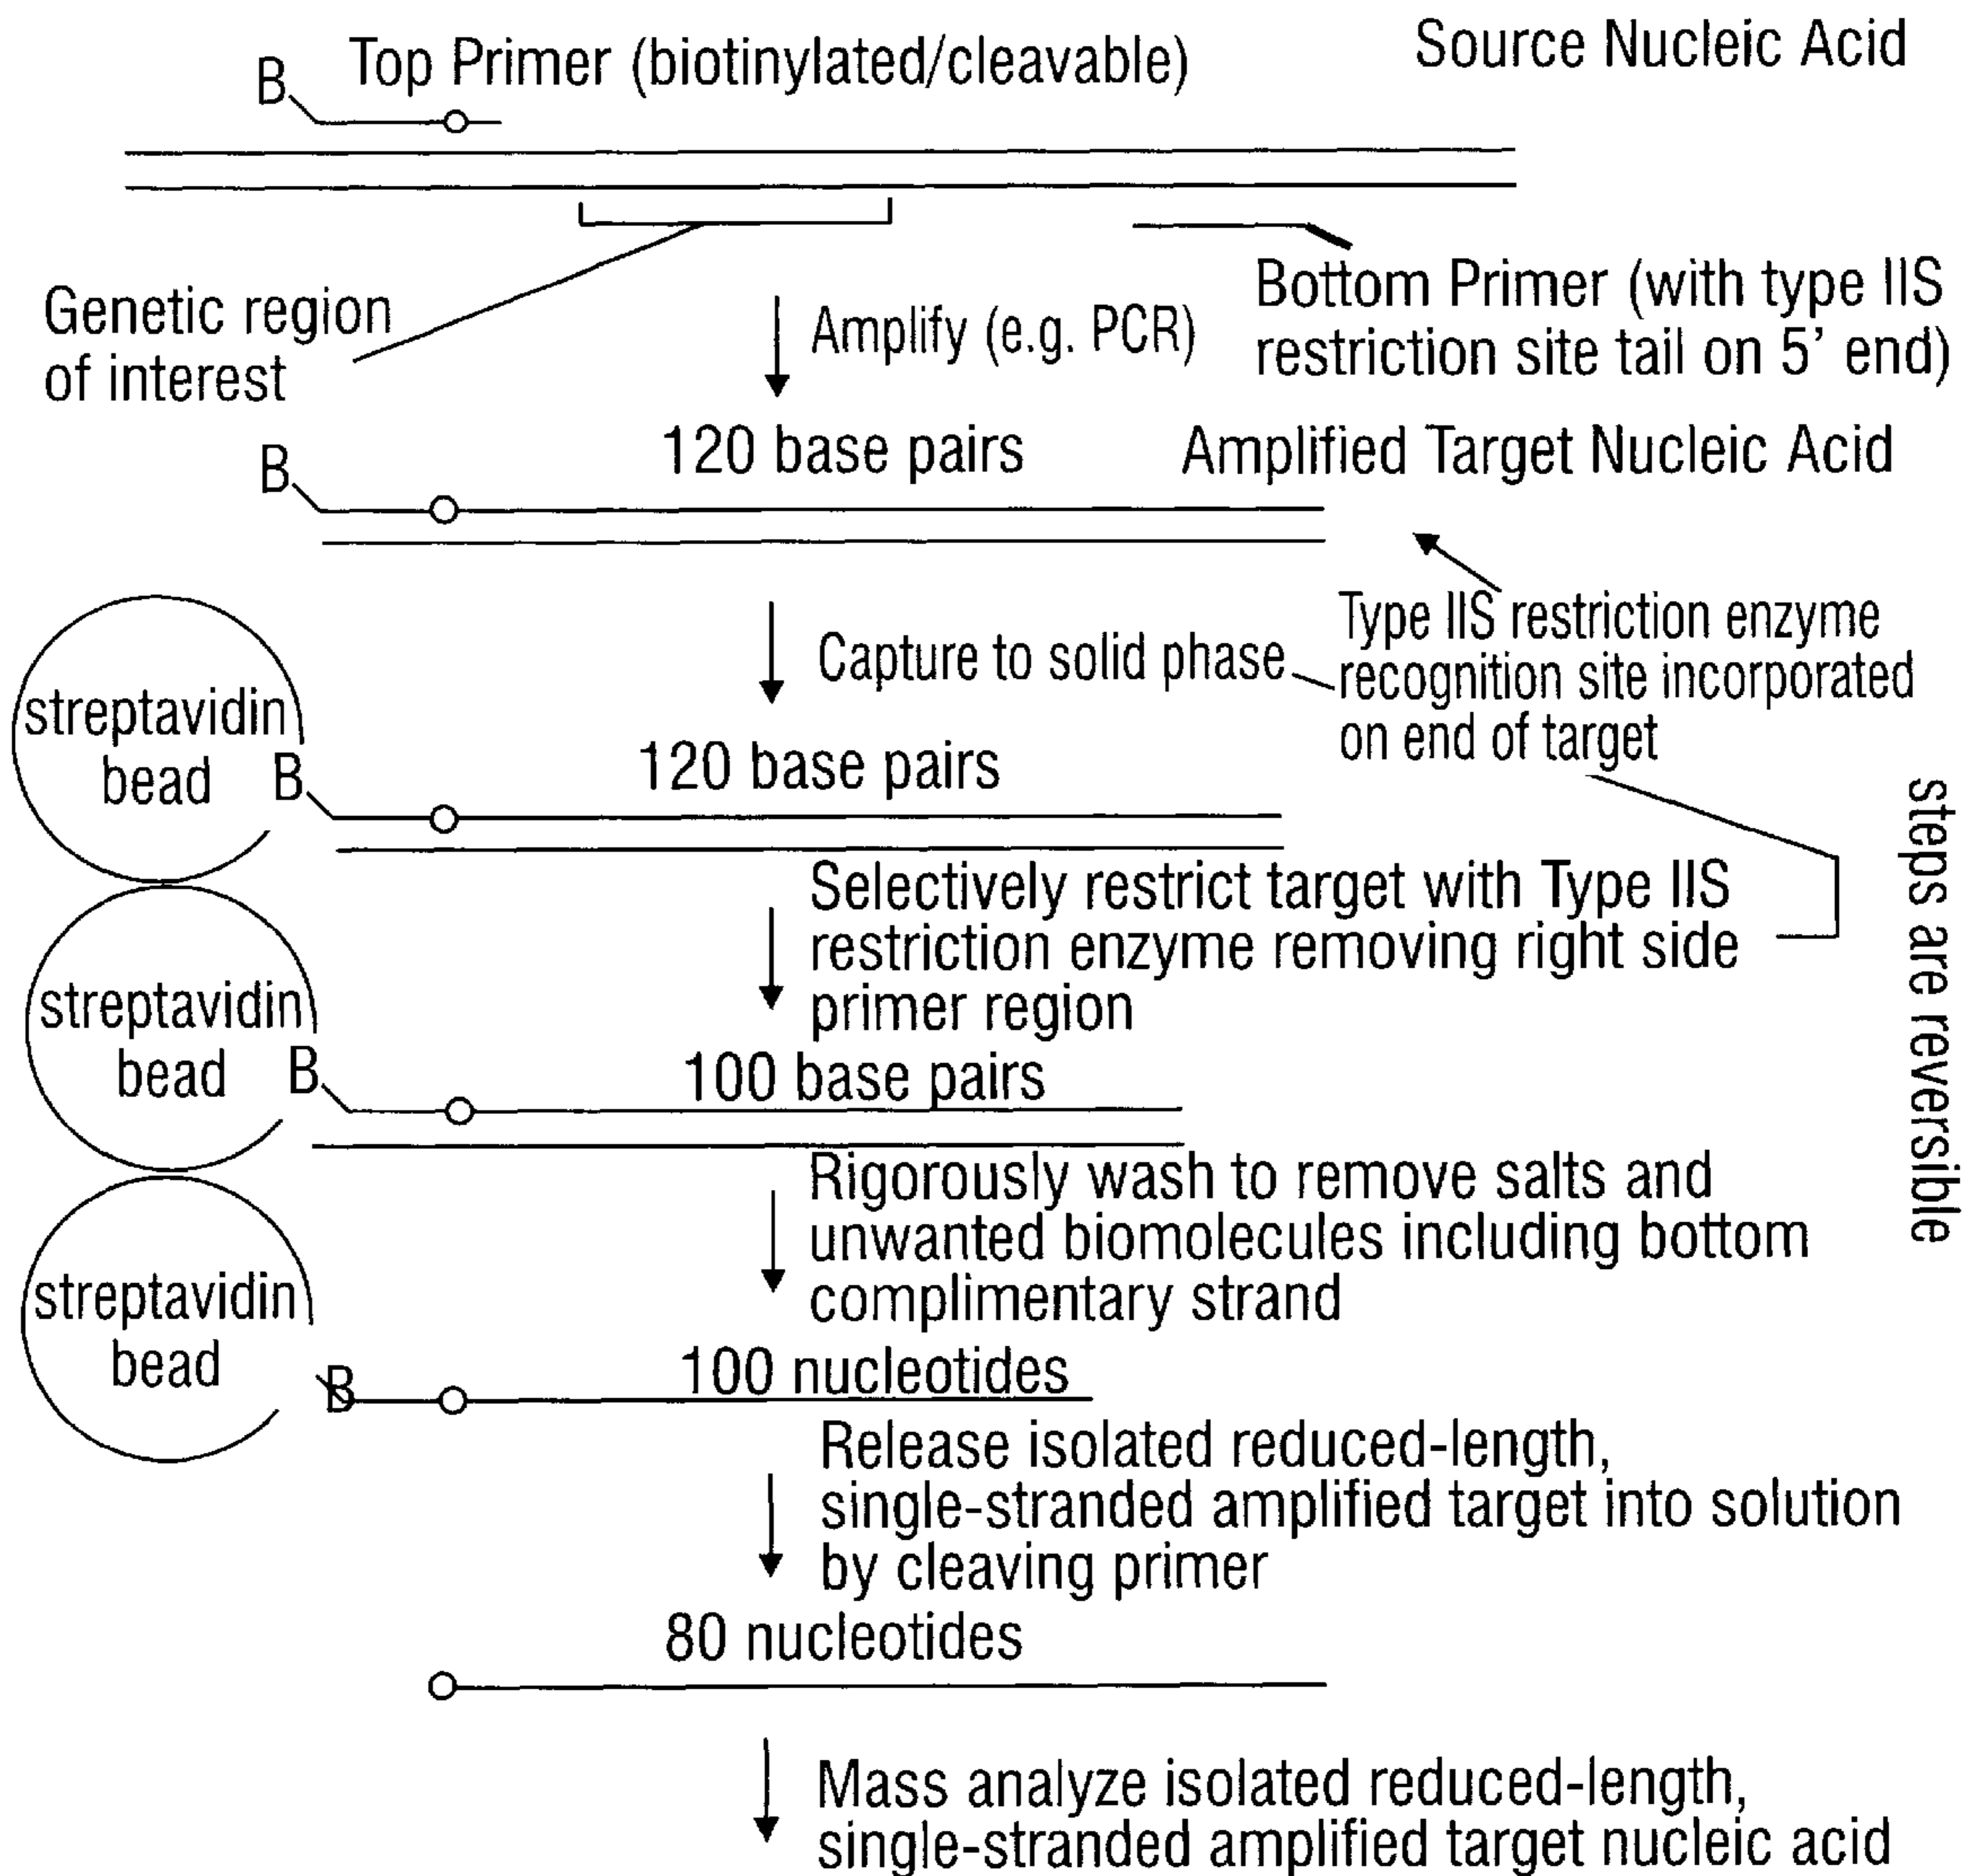 Source Nucleic Acid
B Top Primer (biotinylated/cleavable)
Genetic region
of interest
Amplify (e.g. PCR)
Bottom Primer (with type IIS
restriction site tail on 5' end)
120 base pairs
Amplified Target Nucleic Acid
B
Capture to solid phase
Type IIS restriction enzyme
recognition site incorporated
on end of target
steps are reversible
streptavidin
bead
B
120 base pairs
Selectively restrict target with Type IIS
restriction enzyme removing right side
primer region
streptavidin
bead
B
100 base pairs
Rigorously wash to remove salts and
unwanted biomolecules including bottom
complimentary strand
streptavidin
bead
B
100 nucleotides
Release isolated reduced-length,
single-stranded amplified target into solution
by cleaving primer
80 nucleotides
Mass analyze isolated reduced-length,
single-stranded amplified target nucleic acid